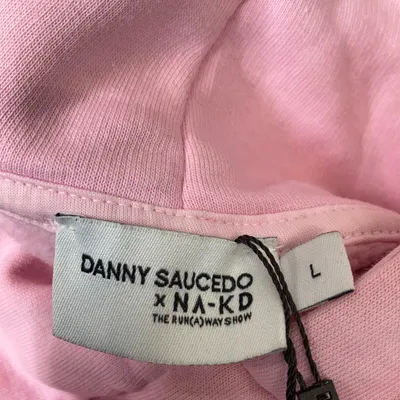 DANNY SAUCEDO
x NA-KD
THE RUN(A)WAY SHOW
L